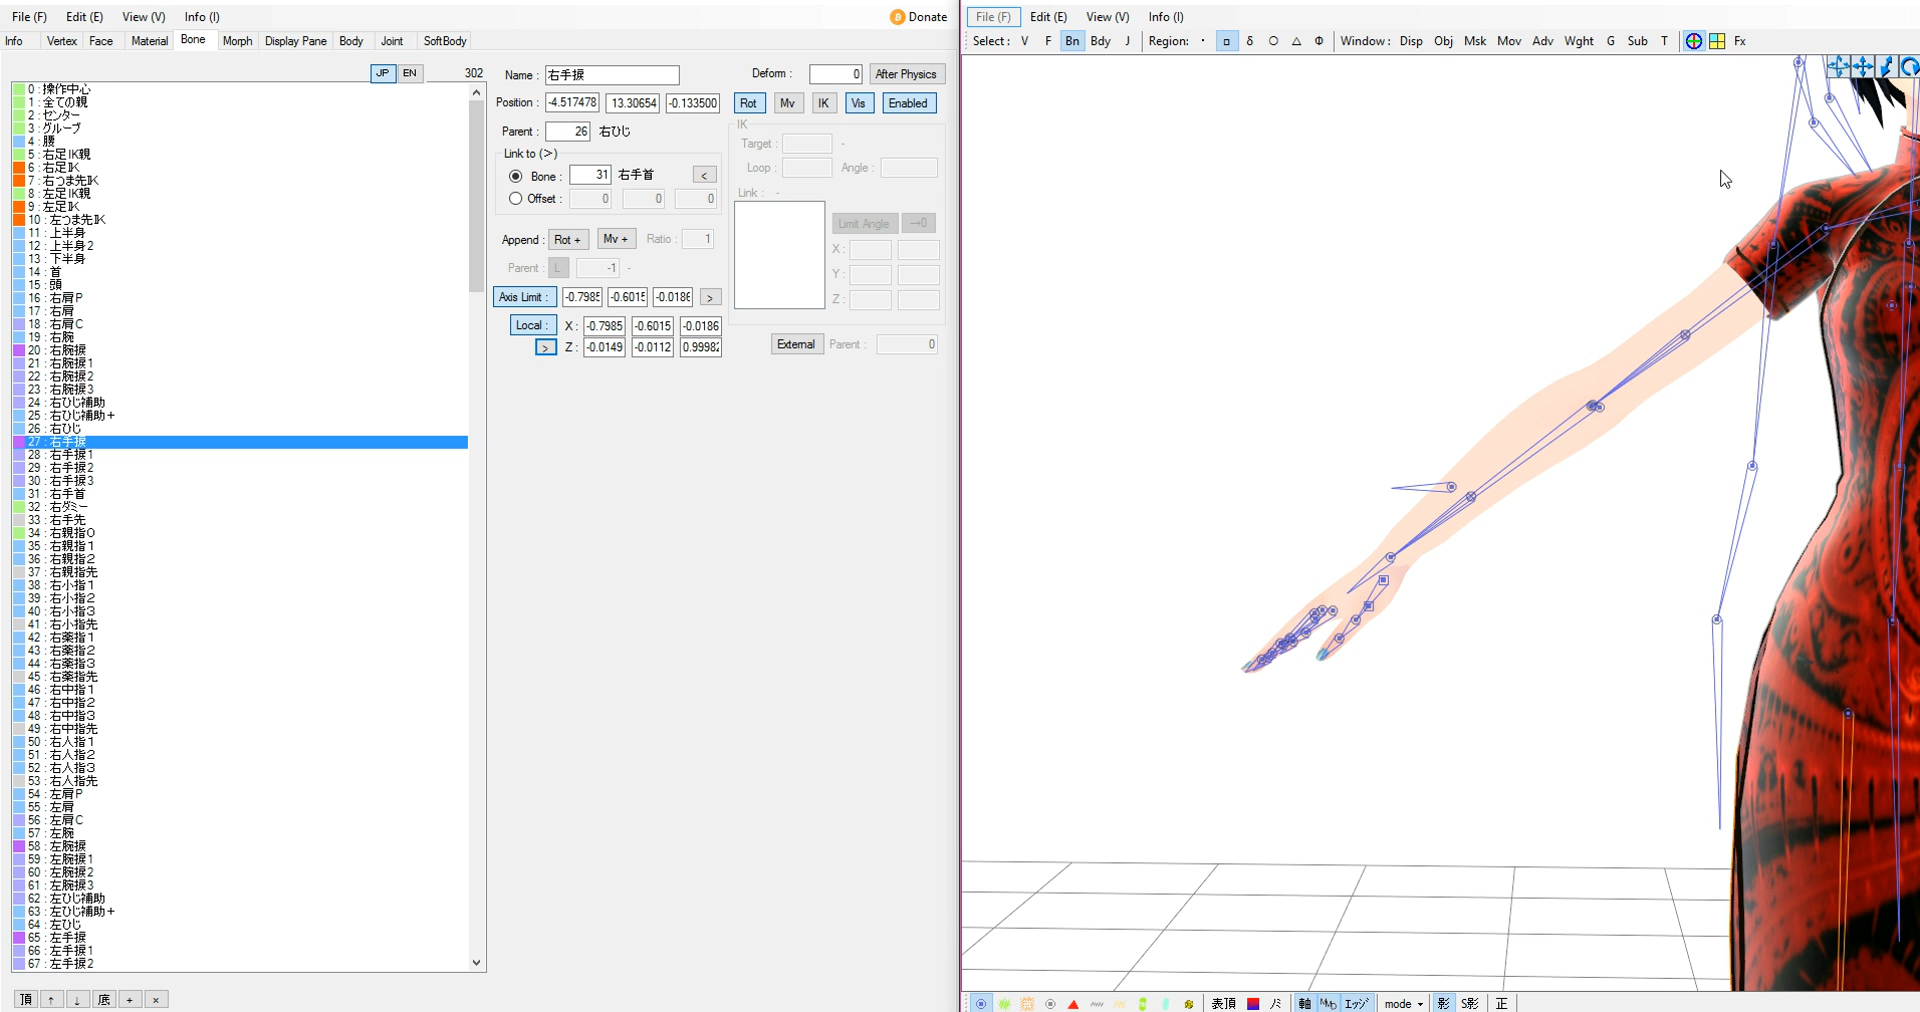 File (F) Edit (E) View (V) Info (I) Donate
Info Vertex Face Material Bone Morph Display Pane Body Joint SoftBody
JP EN 302
0 : 操作中心
1 : 全ての親
2 : センター
3 : グルーブ
4 : 腰
5 : 右足IK親
6 : 右足IK
7 : 右つま先IK
8 : 左足IK親
9 : 左足IK
10 : 左つま先IK
11 : 上半身
12 : 上半身2
13 : 下半身
14 : 首
15 : 頭
16 : 右肩P
17 : 右肩
18 : 右肩C
19 : 右腕
20 : 右腕捩
21 : 右腕捩1
22 : 右腕捩2
23 : 右腕捩3
24 : 右ひじ補助
25 : 右ひじ補助+
26 : 右ひじ
27 : 右手捩
28 : 右手捩1
29 : 右手捩2
30 : 右手捩3
31 : 右手首
32 : 右ダミー
33 : 右手先
34 : 右親指0
35 : 右親指1
36 : 右親指2
37 : 右親指先
38 : 右小指1
39 : 右小指2
40 : 右小指3
41 : 右小指先
42 : 右薬指1
43 : 右薬指2
44 : 右薬指3
45 : 右薬指先
46 : 右中指1
47 : 右中指2
48 : 右中指3
49 : 右中指先
50 : 右人指1
51 : 右人指2
52 : 右人指3
53 : 右人指先
54 : 左肩P
55 : 左肩
56 : 左肩C
57 : 左腕
58 : 左腕捩
59 : 左腕捩1
60 : 左腕捩2
61 : 左腕捩3
62 : 左ひじ補助
63 : 左ひじ補助+
64 : 左ひじ
65 : 左手捩
66 : 左手捩1
67 : 左手捩2
頂 ↑ ↓ 底 + ×
Name : 右手捩 Deform : 0 After Physics
Position : -4.517478 13.30654 -0.133500 Rot Mv IK Vis Enabled
Parent : 26 右ひじ
Link to (>)
Bone : 31 右手首 <
Offset : 0 0 0
Append : Rot + Mv + Ratio : 1
Parent : L -1 -
Axis Limit : -0.7985 -0.6015 -0.0186 >
Local : X : -0.7985 -0.6015 -0.0186
> Z : -0.0149 -0.0112 0.99982
IK
Target : -
Loop : Angle :
Link : -
Limit Angle →0
X :
Y :
Z :
External Parent : 0
File (F) Edit (E) View (V) Info (I)
Select : V F Bn Bdy J Region : Window : Disp Obj Msk Mov Adv Wght G Sub T Fx
表頂 軸 エッジ mode 影 S影 正